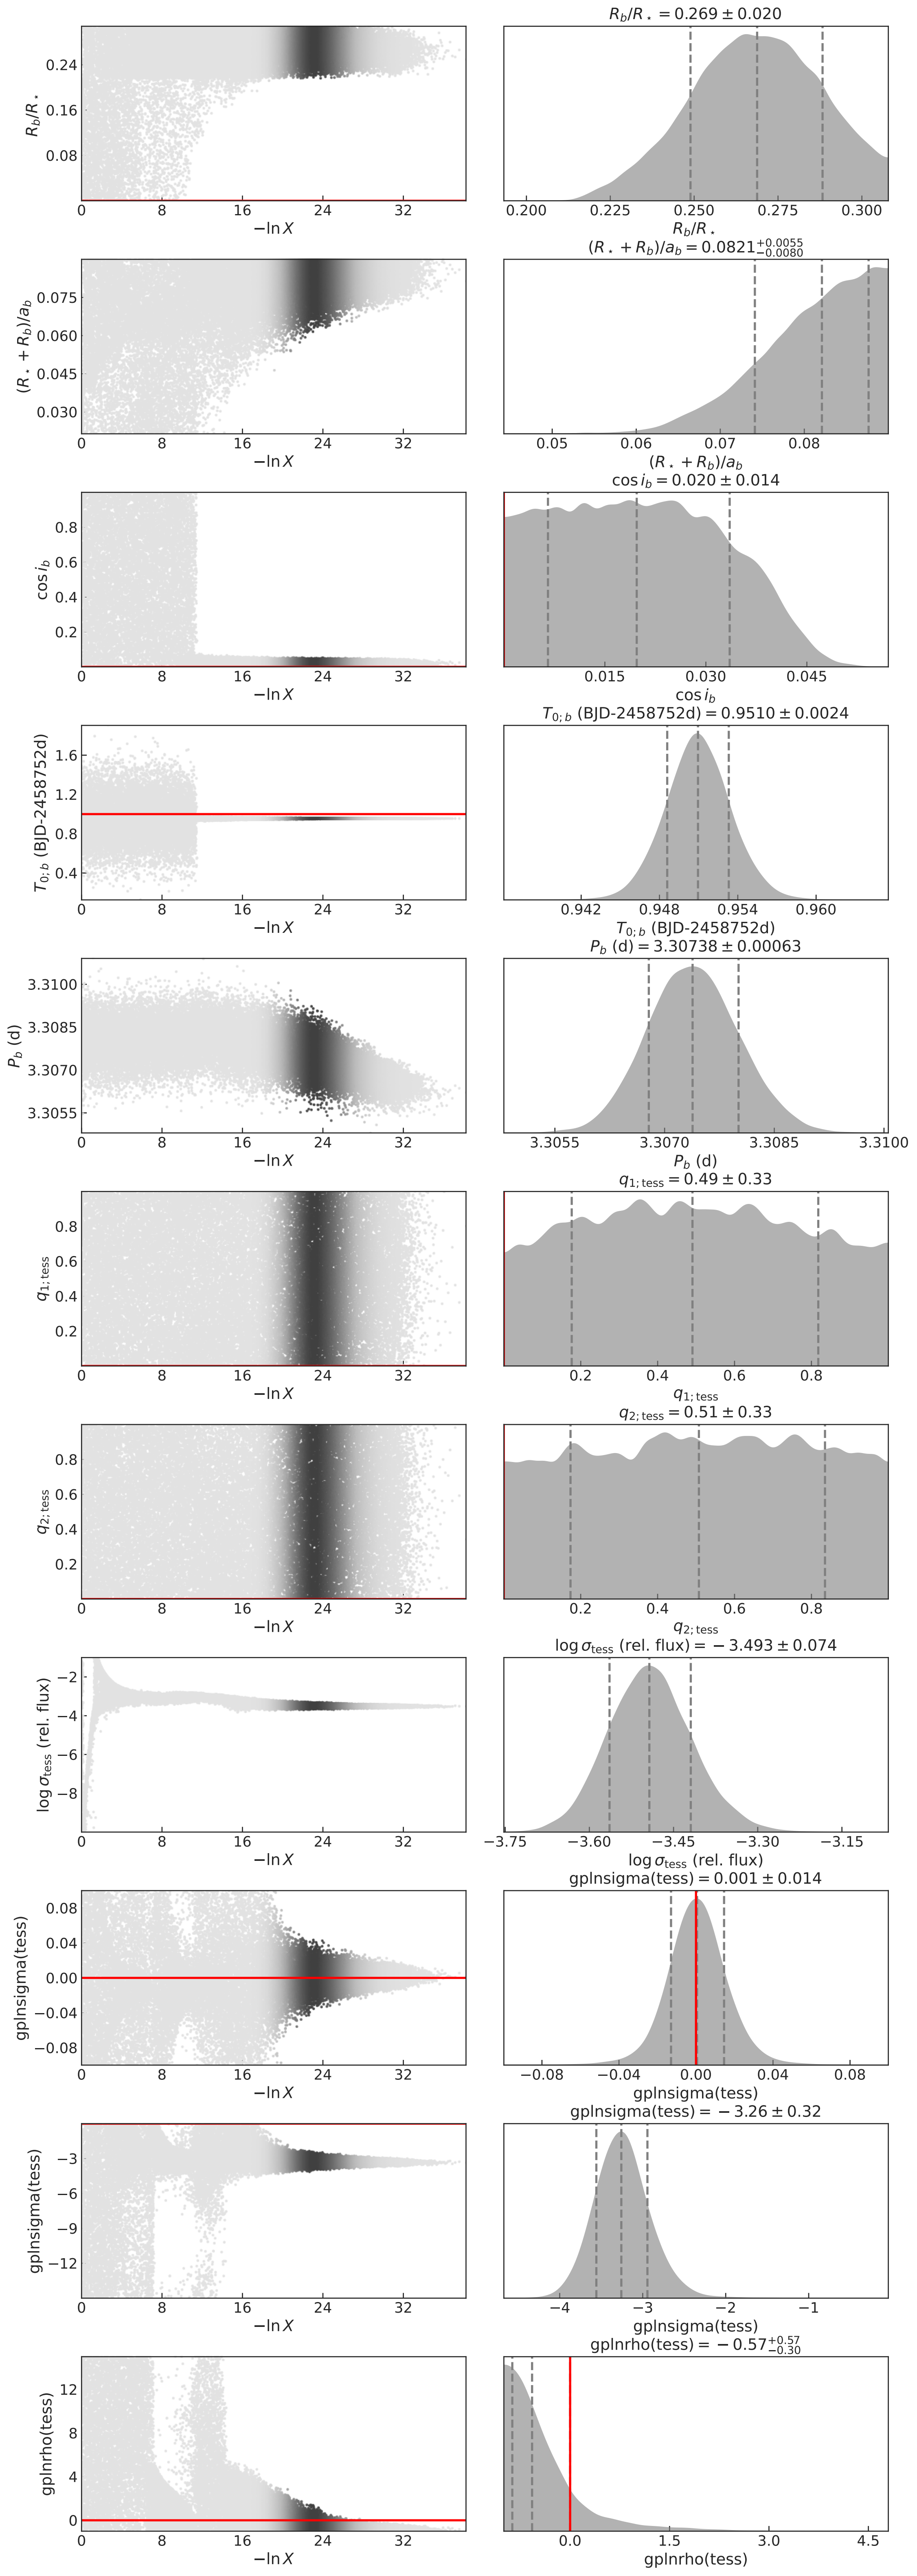 R_b/R⋆ = 0.269 ± 0.020
0.24
0.16
0.08
R_b/R⋆
0 16 24 32
8
−ln X
0.200 0.225 0.250 0.275 0.300
R_b/R⋆
(R⋆ + R_b)/a_b = 0.0821 +0.0055 −0.0080
0.075
0.060
0.045
0.030
(R⋆ + R_b)/a_b
0 8 16 24 32
−ln X
0.05 0.06 0.07 0.08
(R⋆ + R_b)/a_b
cos i_b = 0.020 ± 0.014
0.8
0.6
0.4
0.2
cos i_b
0 8 16 24 32
−ln X
0.015 0.030 0.045
cos i_b
T_0;b (BJD-2458752d) = 0.9510 ± 0.0024
1.6
1.2
0.8
0.4
T_0;b (BJD-2458752d)
0 8 16 24 32
−ln X
0.942 0.948 0.954 0.960
T_0;b (BJD-2458752d)
P_b (d) = 3.30738 ± 0.00063
3.3100
3.3085
3.3070
3.3055
P_b (d)
0 8 16 24 32
−ln X
3.3055 3.3070 3.3085 3.3100
P_b (d)
q_1;tess = 0.49 ± 0.33
0.8
0.6
0.4
0.2
q_1;tess
0 8 16 24 32
−ln X
0.2 0.4 0.6 0.8
q_1;tess
q_2;tess = 0.51 ± 0.33
0.8
0.6
0.4
0.2
q_2;tess
0 8 16 24 32
−ln X
0.2 0.4 0.6 0.8
q_2;tess
log σ_tess (rel. flux) = −3.493 ± 0.074
−2
−4
−6
−8
log σ_tess (rel. flux)
0 8 16 24 32
−ln X
−3.75 −3.60 −3.45 −3.30 −3.15
log σ_tess (rel. flux)
gplnsigma(tess) = 0.001 ± 0.014
0.08
0.04
0.00
−0.04
−0.08
gplnsigma(tess)
0 8 16 24 32
−ln X
−0.08 −0.04 0.00 0.04 0.08
gplnsigma(tess)
gplnsigma(tess) = −3.26 ± 0.32
−3
−6
−9
−12
gplnsigma(tess)
0 8 16 24 32
−ln X
−4 −3 −2 −1
gplnsigma(tess)
gplnrho(tess) = −0.57 +0.57 −0.30
12
8
4
0
gplnrho(tess)
0 8 16 24 32
−ln X
0.0 1.5 3.0 4.5
gplnrho(tess)